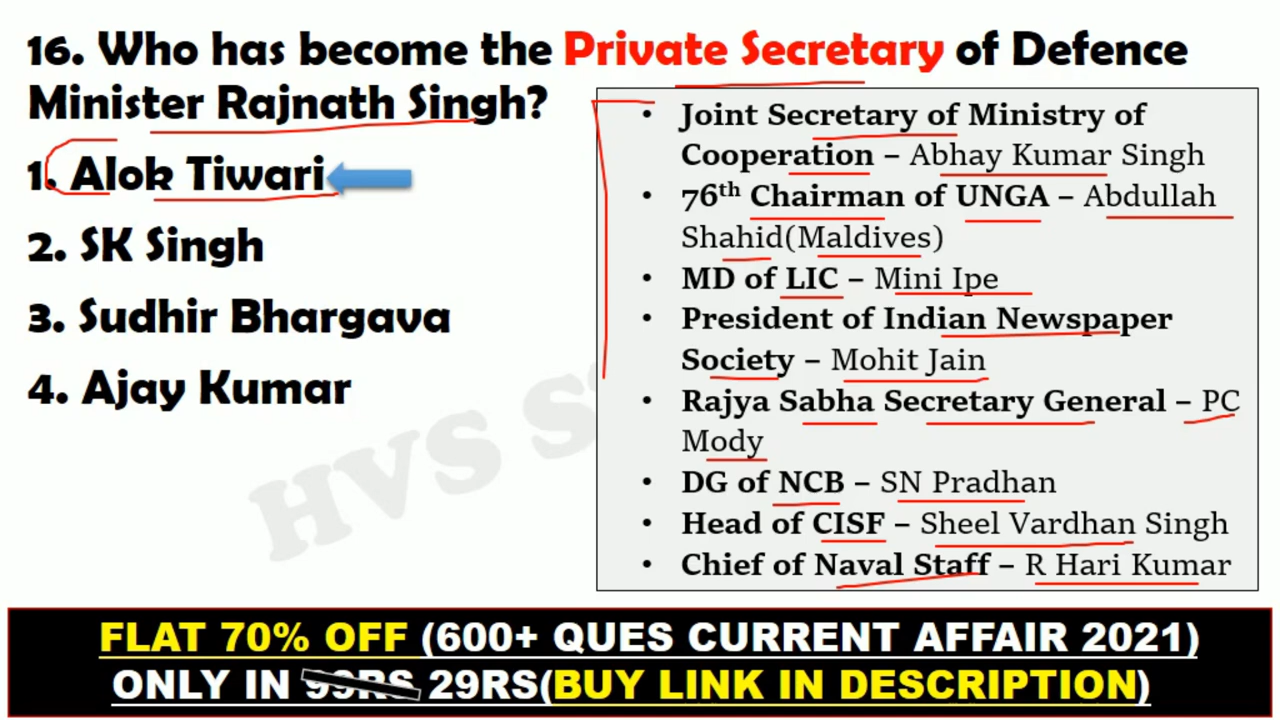 16. Who has become the Private Secretary of Defence
Minister Rajnath Singh?
1. Alok Tiwari
2. SK Singh
3. Sudhir Bhargava
4. Ajay Kumar
• Joint Secretary of Ministry of
Cooperation – Abhay Kumar Singh
• 76th Chairman of UNGA – Abdullah
Shahid(Maldives)
• MD of LIC – Mini Ipe
• President of Indian Newspaper
Society – Mohit Jain
• Rajya Sabha Secretary General – PC
Mody
• DG of NCB – SN Pradhan
• Head of CISF – Sheel Vardhan Singh
• Chief of Naval Staff – R Hari Kumar
HVS
FLAT 70% OFF (600+ QUES CURRENT AFFAIR 2021)
ONLY IN 99RS 29RS(BUY LINK IN DESCRIPTION)